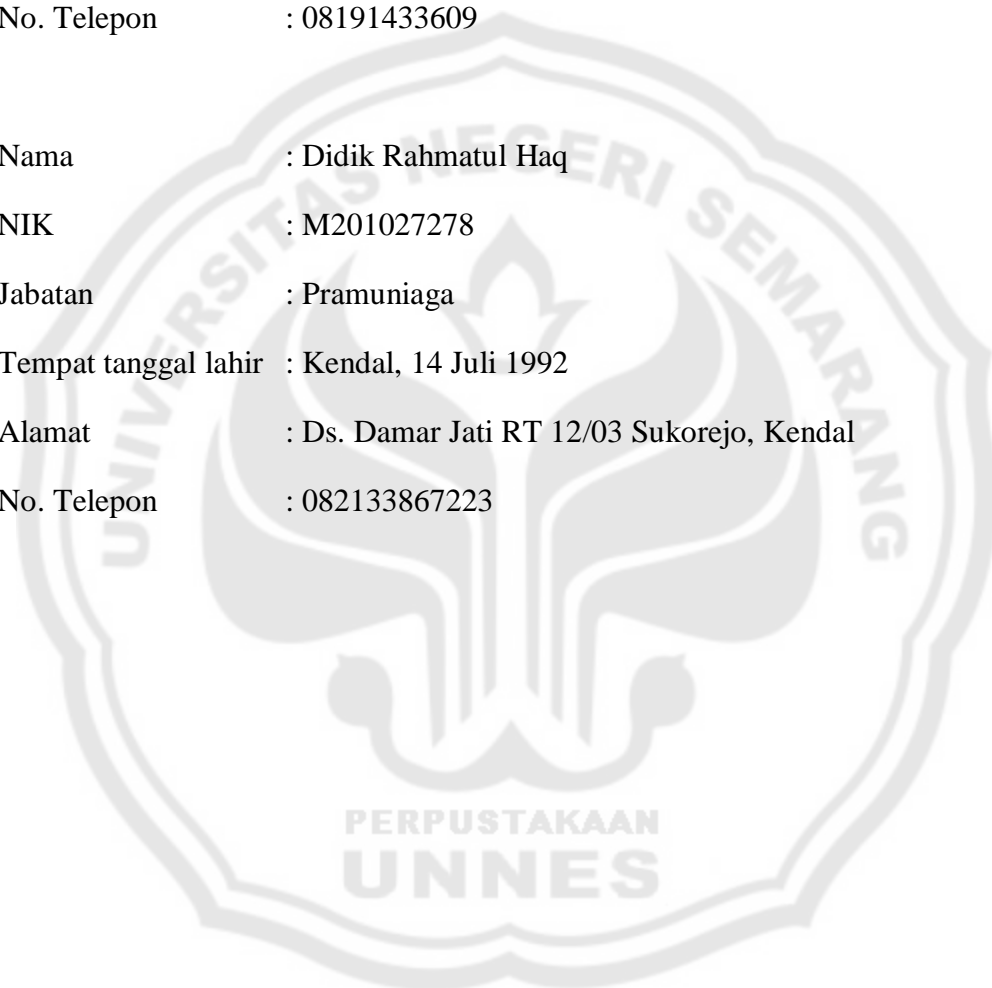 No. Telepon : 08191433609
Nama : Didik Rahmatul Haq
NIK : M201027278
Jabatan : Pramuniaga
Tempat tanggal lahir : Kendal, 14 Juli 1992
Alamat : Ds. Damar Jati RT 12/03 Sukorejo, Kendal
No. Telepon : 082133867223
UNIVERSITAS NEGERI SEMARANG
PERPUSTAKAAN
UNNES